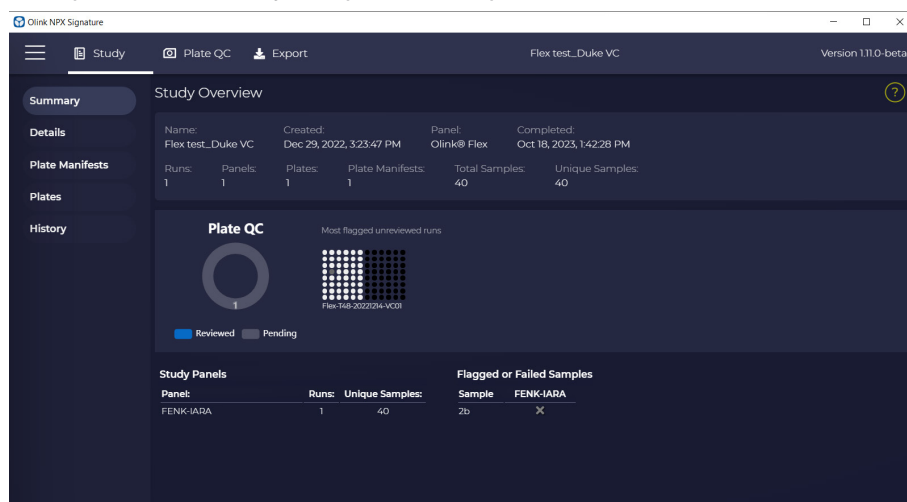 Olink NPX Signature
Study
Plate QC
Export
Flex test_Duke VC
Version 1.11.0-beta
Summary
Details
Plate Manifests
Plates
History
Study Overview
?
Name: Created: Panel: Completed:
Flex test_Duke VC Dec 29, 2022, 3:23:47 PM Olink® Flex Oct 18, 2023, 1:42:28 PM
Runs: Panels: Plates: Plate Manifests: Total Samples: Unique Samples:
1 1 1 1 40 40
Plate QC
1
Reviewed Pending
Most flagged unreviewed runs
Flex-T48-20221214-VC01
Study Panels
Panel: Runs: Unique Samples:
FENK-IARA 1 40
Flagged or Failed Samples
Sample FENK-IARA
2b